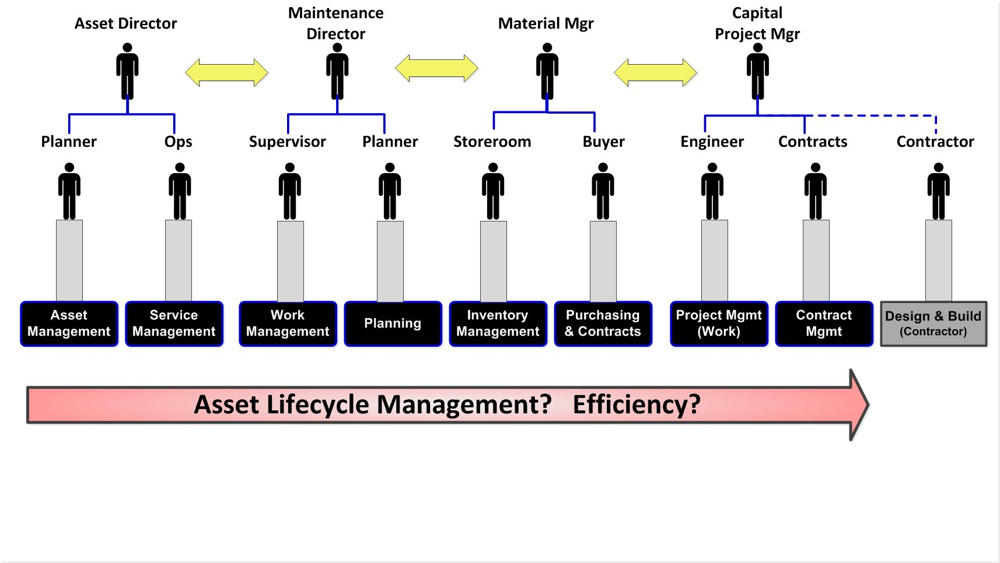 Asset Director
Maintenance
Director
Material Mgr
Capital
Project Mgr
Planner
Ops
Supervisor
Planner
Storeroom
Buyer
Engineer
Contracts
Contractor
Asset
Management
Service
Management
Work
Management
Planning
Inventory
Management
Purchasing
& Contracts
Project Mgmt
(Work)
Contract
Mgmt
Design & Build
(Contractor)
Asset Lifecycle Management?   Efficiency?